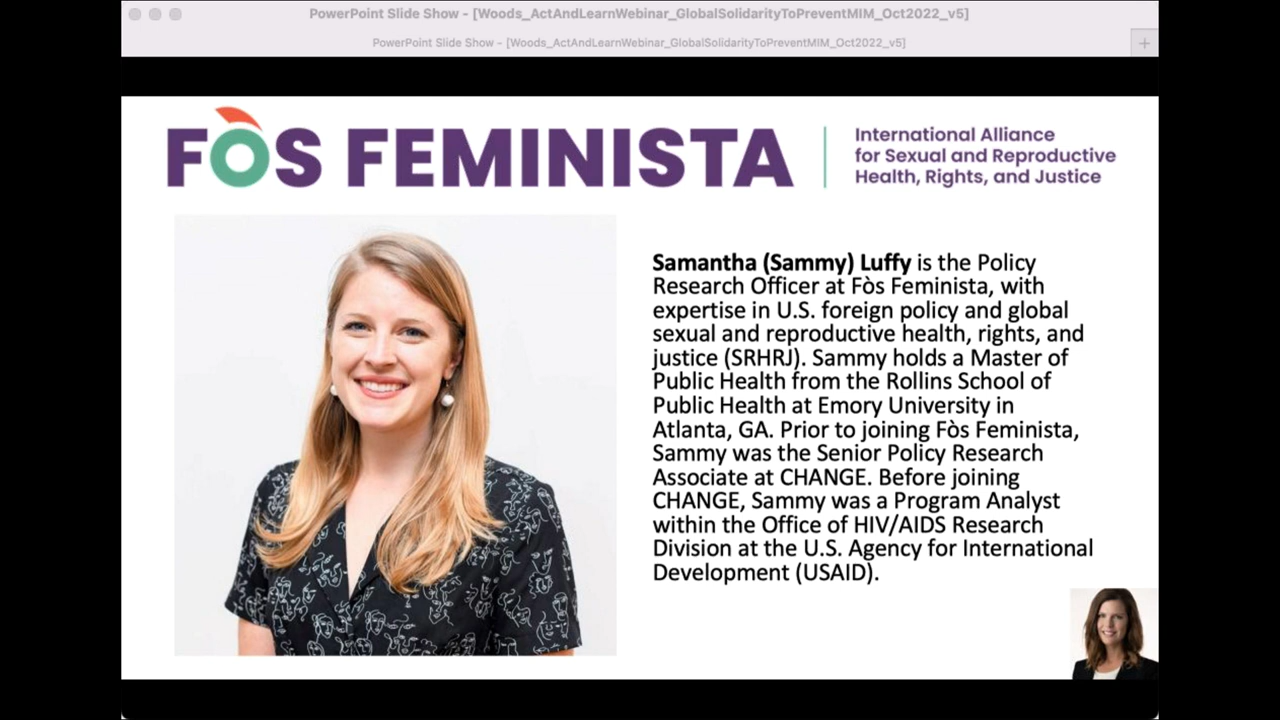 PowerPoint Slide Show - [Woods_ActAndLearnWebinar_GlobalSolidarityToPreventMIM_Oct2022_v5]
PowerPoint Slide Show - [Woods_ActAndLearnWebinar_GlobalSolidarityToPreventMIM_Oct2022_v5]
FÒS FEMINISTA
International Alliance
for Sexual and Reproductive
Health, Rights, and Justice
Samantha (Sammy) Luffy is the Policy
Research Officer at Fòs Feminista, with
expertise in U.S. foreign policy and global
sexual and reproductive health, rights, and
justice (SRHRJ). Sammy holds a Master of
Public Health from the Rollins School of
Public Health at Emory University in
Atlanta, GA. Prior to joining Fòs Feminista,
Sammy was the Senior Policy Research
Associate at CHANGE. Before joining
CHANGE, Sammy was a Program Analyst
within the Office of HIV/AIDS Research
Division at the U.S. Agency for International
Development (USAID).